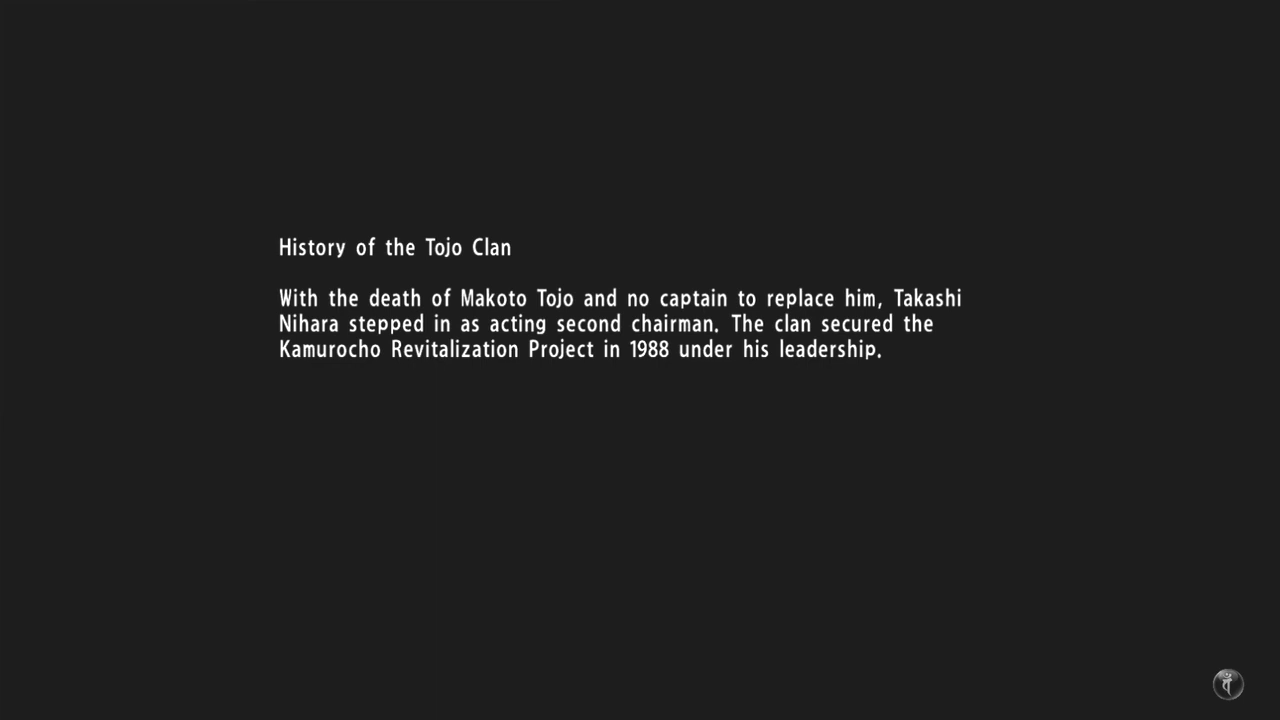 History of the Tojo Clan
With the death of Makoto Tojo and no captain to replace him, Takashi
Nihara stepped in as acting second chairman. The clan secured the
Kamurocho Revitalization Project in 1988 under his leadership.